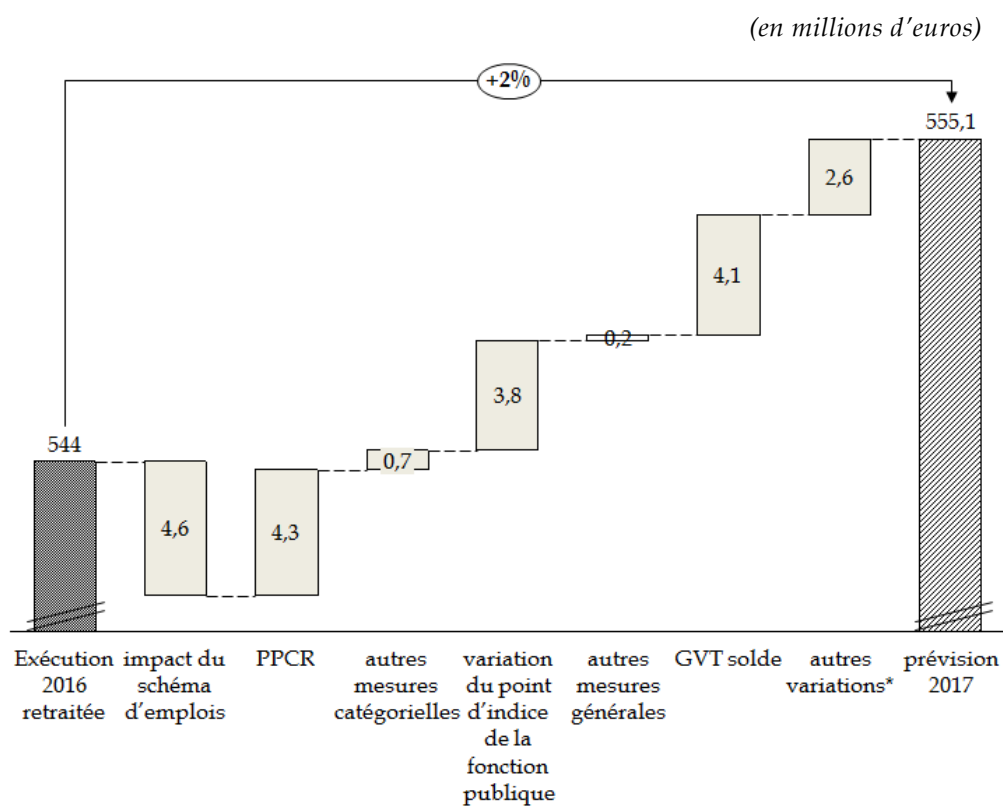 (en millions d’euros)
+2%
555,1
2,6
4,1
0,2
3,8
544
0,7
4,6
4,3
Exécution
2016
retraitée
impact du
schéma
d’emplois
PPCR
autres
mesures
catégorielles
variation
du point
d’indice
de la
fonction
publique
autres
mesures
générales
GVT solde
autres
variations*
prévision
2017